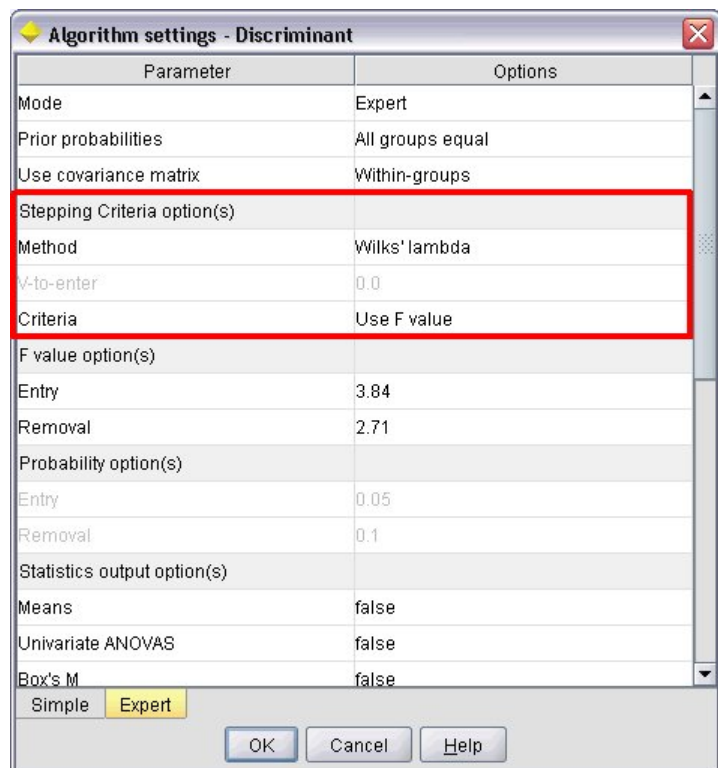 Algorithm settings - Discriminant
Parameter Options
Mode Expert
Prior probabilities All groups equal
Use covariance matrix Within-groups
Stepping Criteria option(s)
Method Wilks' lambda
V-to-enter 0.0
Criteria Use F value
F value option(s)
Entry 3.84
Removal 2.71
Probability option(s)
Entry 0.05
Removal 0.1
Statistics output option(s)
Means false
Univariate ANOVAS false
Box's M false
Simple Expert
OK Cancel Help